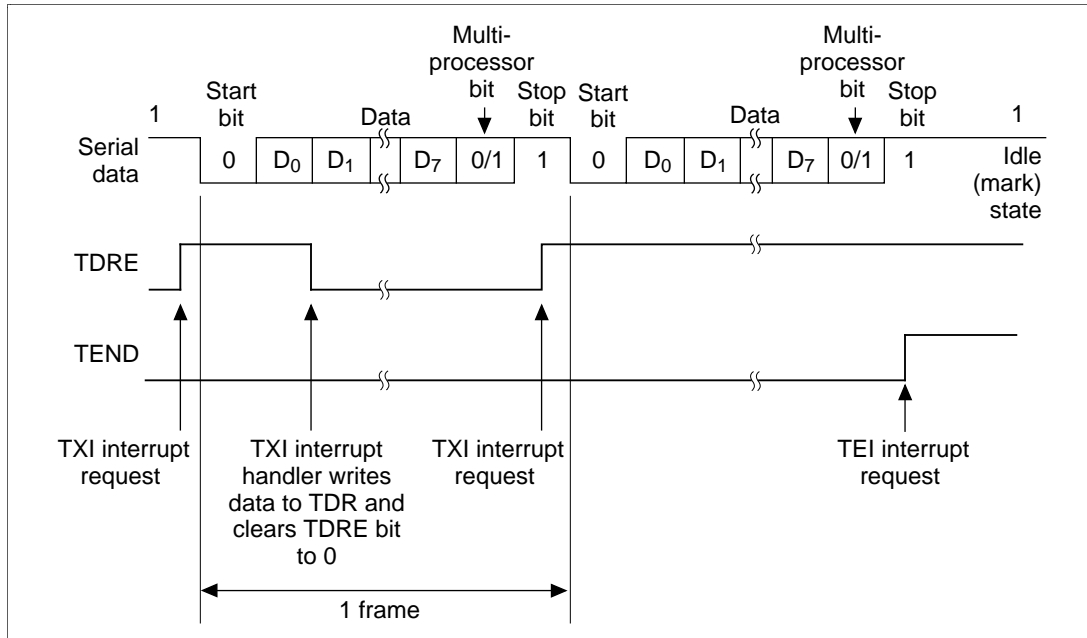 Multi-
processor
bit
Multi-
processor
bit
1
Start
bit
Data
Stop
bit
Start
bit
Data
Stop
bit
1
Serial
data
0 D0 D1 D7 0/1 1 0 D0 D1 D7 0/1 1
Idle
(mark)
state
TDRE
TEND
TXI interrupt
request
TXI interrupt
handler writes
data to TDR and
clears TDRE bit
to 0
TXI interrupt
request
TEI interrupt
request
1 frame